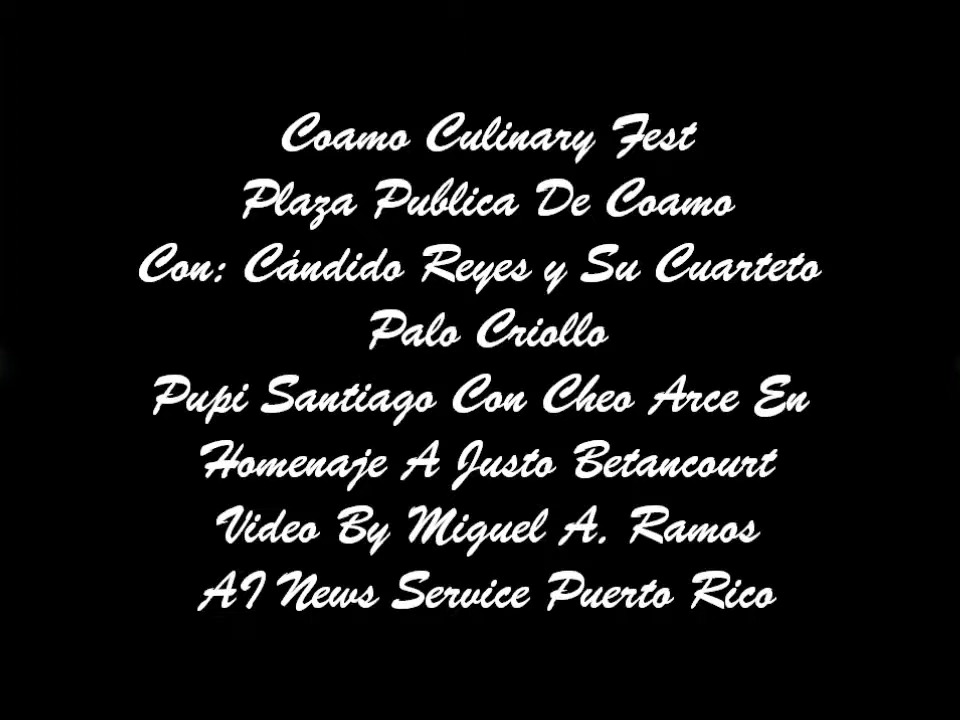 Coamo Culinary Fest
Plaza Publica De Coamo
Con: Cándido Reyes y Su Cuarteto
Palo Criollo
Pupi Santiago Con Cheo Arce En
Homenaje A Justo Betancourt
Video By Miguel A. Ramos
AI News Service Puerto Rico